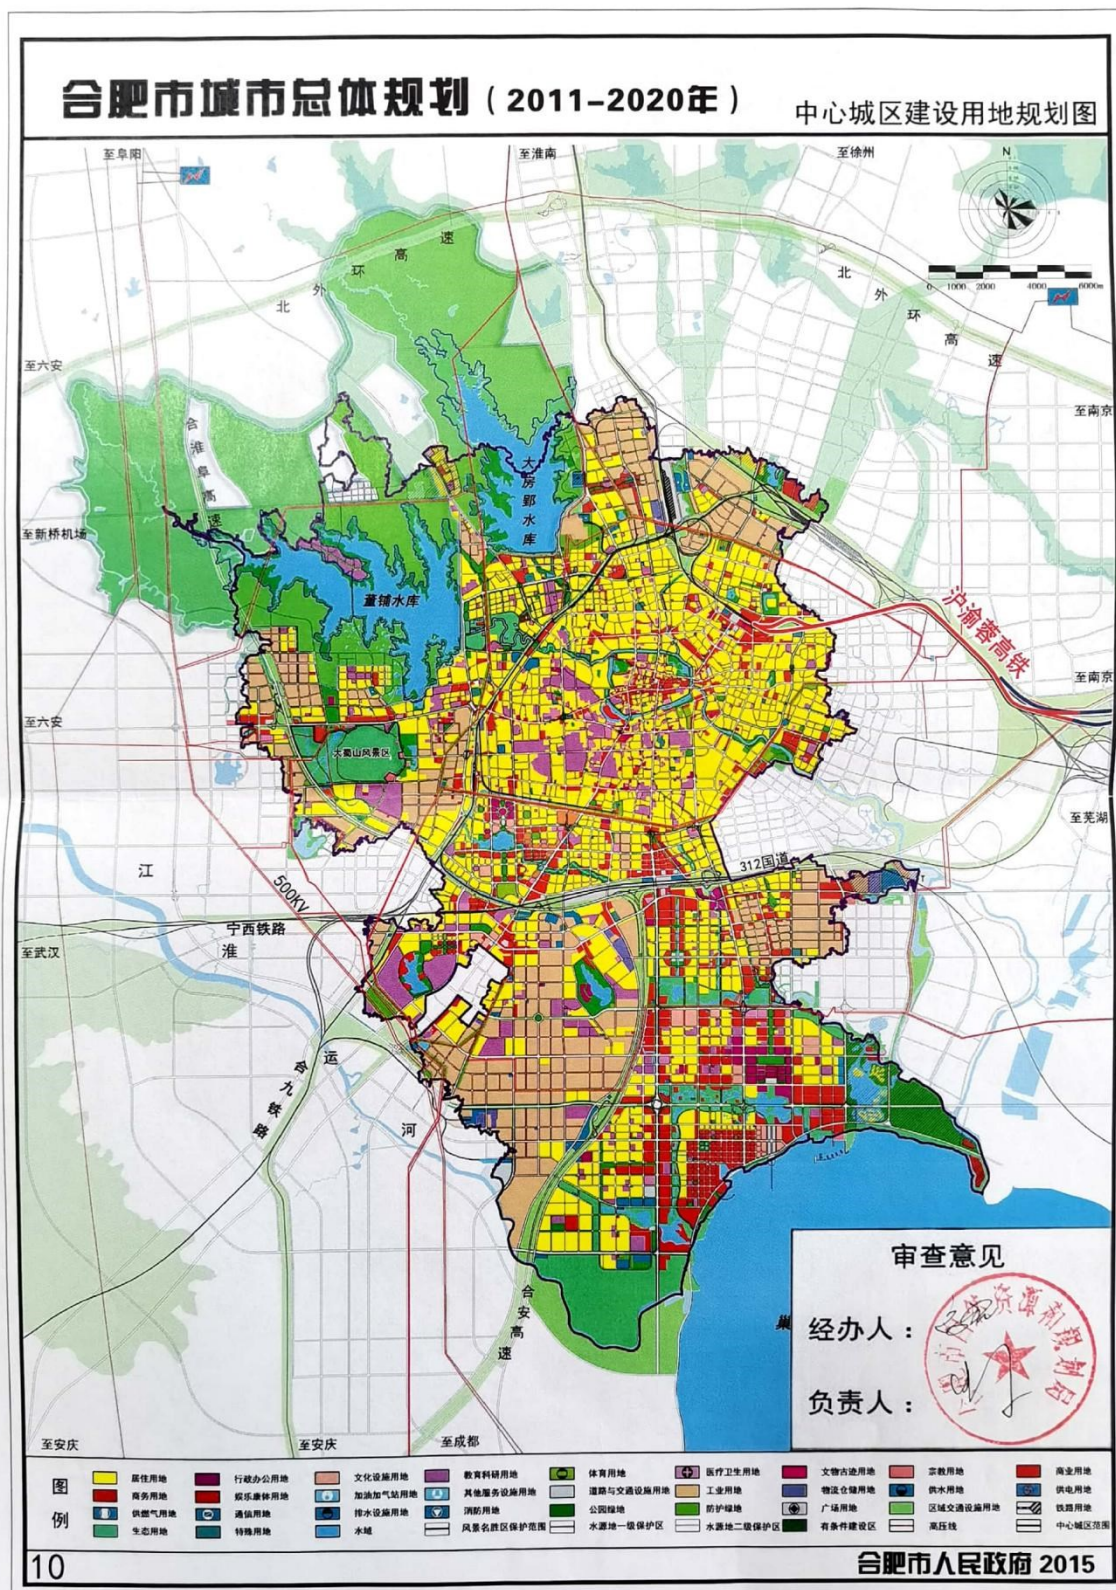 合肥市城市总体规划（2011-2020年）
中心城区建设用地规划图
至阜阳
至淮南
至徐州
N
北外环高速
北外环高速
0 1000 2000 4000 6000m
至六安
至南京
合淮阜高速
大房郢水库
至新桥机场
董铺水库
沪渝蓉高铁
至南京
至六安
大蜀山风景区
至芜湖
312国道
江
500KV
宁西铁路
淮
至武汉
运
合九铁路
河
合安高速
巢
至安庆
至安庆
至成都
审查意见
经办人：
负责人：
图例
居住用地 行政办公用地 文化设施用地 教育科研用地 体育用地 医疗卫生用地 文物古迹用地 宗教用地 商业用地
商务用地 娱乐康体用地 加油加气站用地 其他服务设施用地 道路与交通设施用地 工业用地 物流仓储用地 供水用地 供电用地
供燃气用地 通信用地 排水设施用地 消防用地 公园绿地 防护绿地 广场用地 区域交通设施用地 铁路用地
生态用地 特殊用地 水域 风景名胜区保护范围 水源地一级保护区 水源地二级保护区 有条件建设区 高压线 中心城区范围
10
合肥市人民政府 2015